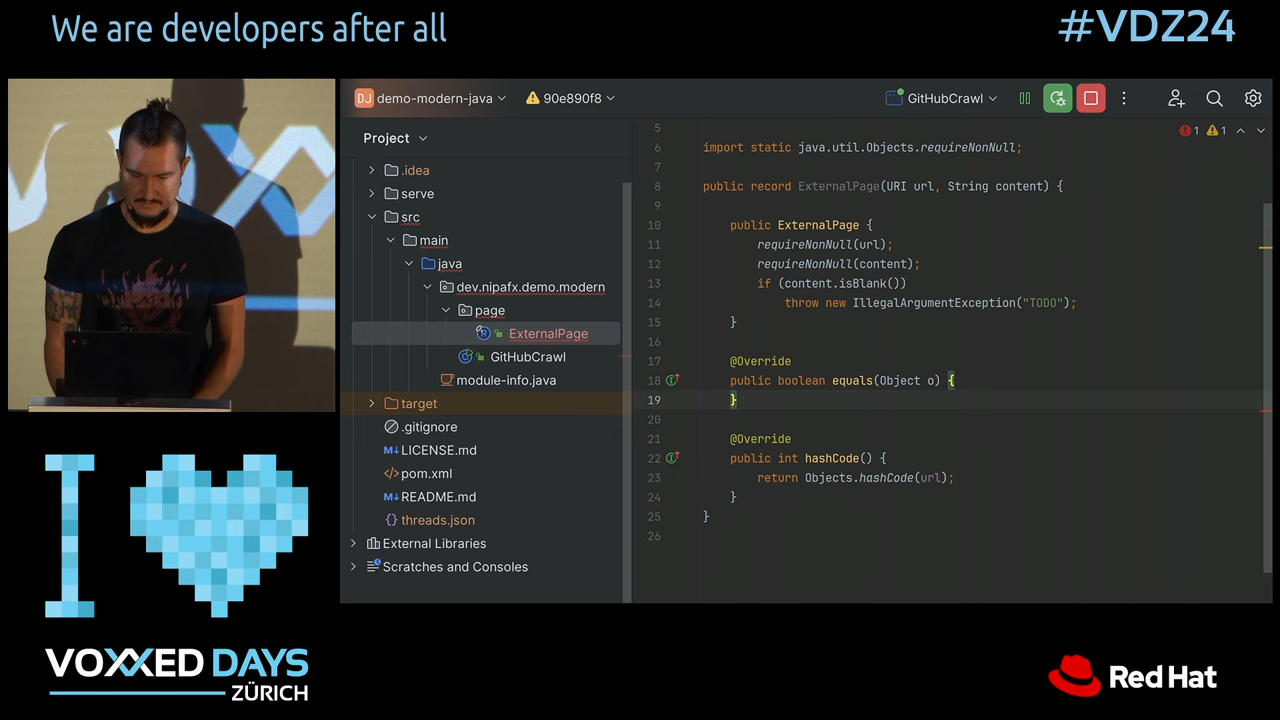 We are developers after all
#VDZ24
DJ demo-modern-java
90e890f8
GitHubCrawl
Project
.idea
serve
src
main
java
dev.nipafx.demo.modern
page
ExternalPage
GitHubCrawl
module-info.java
target
.gitignore
M↓ LICENSE.md
</> pom.xml
M↓ README.md
{} threads.json
External Libraries
Scratches and Consoles
1 1
5
6 import static java.util.Objects.requireNonNull;
7
8 public record ExternalPage(URI url, String content) {
9
10 public ExternalPage {
11 requireNonNull(url);
12 requireNonNull(content);
13 if (content.isBlank())
14 throw new IllegalArgumentException("TODO");
15 }
16
17 @Override
18 public boolean equals(Object o) {
19 }
20
21 @Override
22 public int hashCode() {
23 return Objects.hashCode(url);
24 }
25 }
26
I
VOXXED DAYS
ZÜRICH
Red Hat